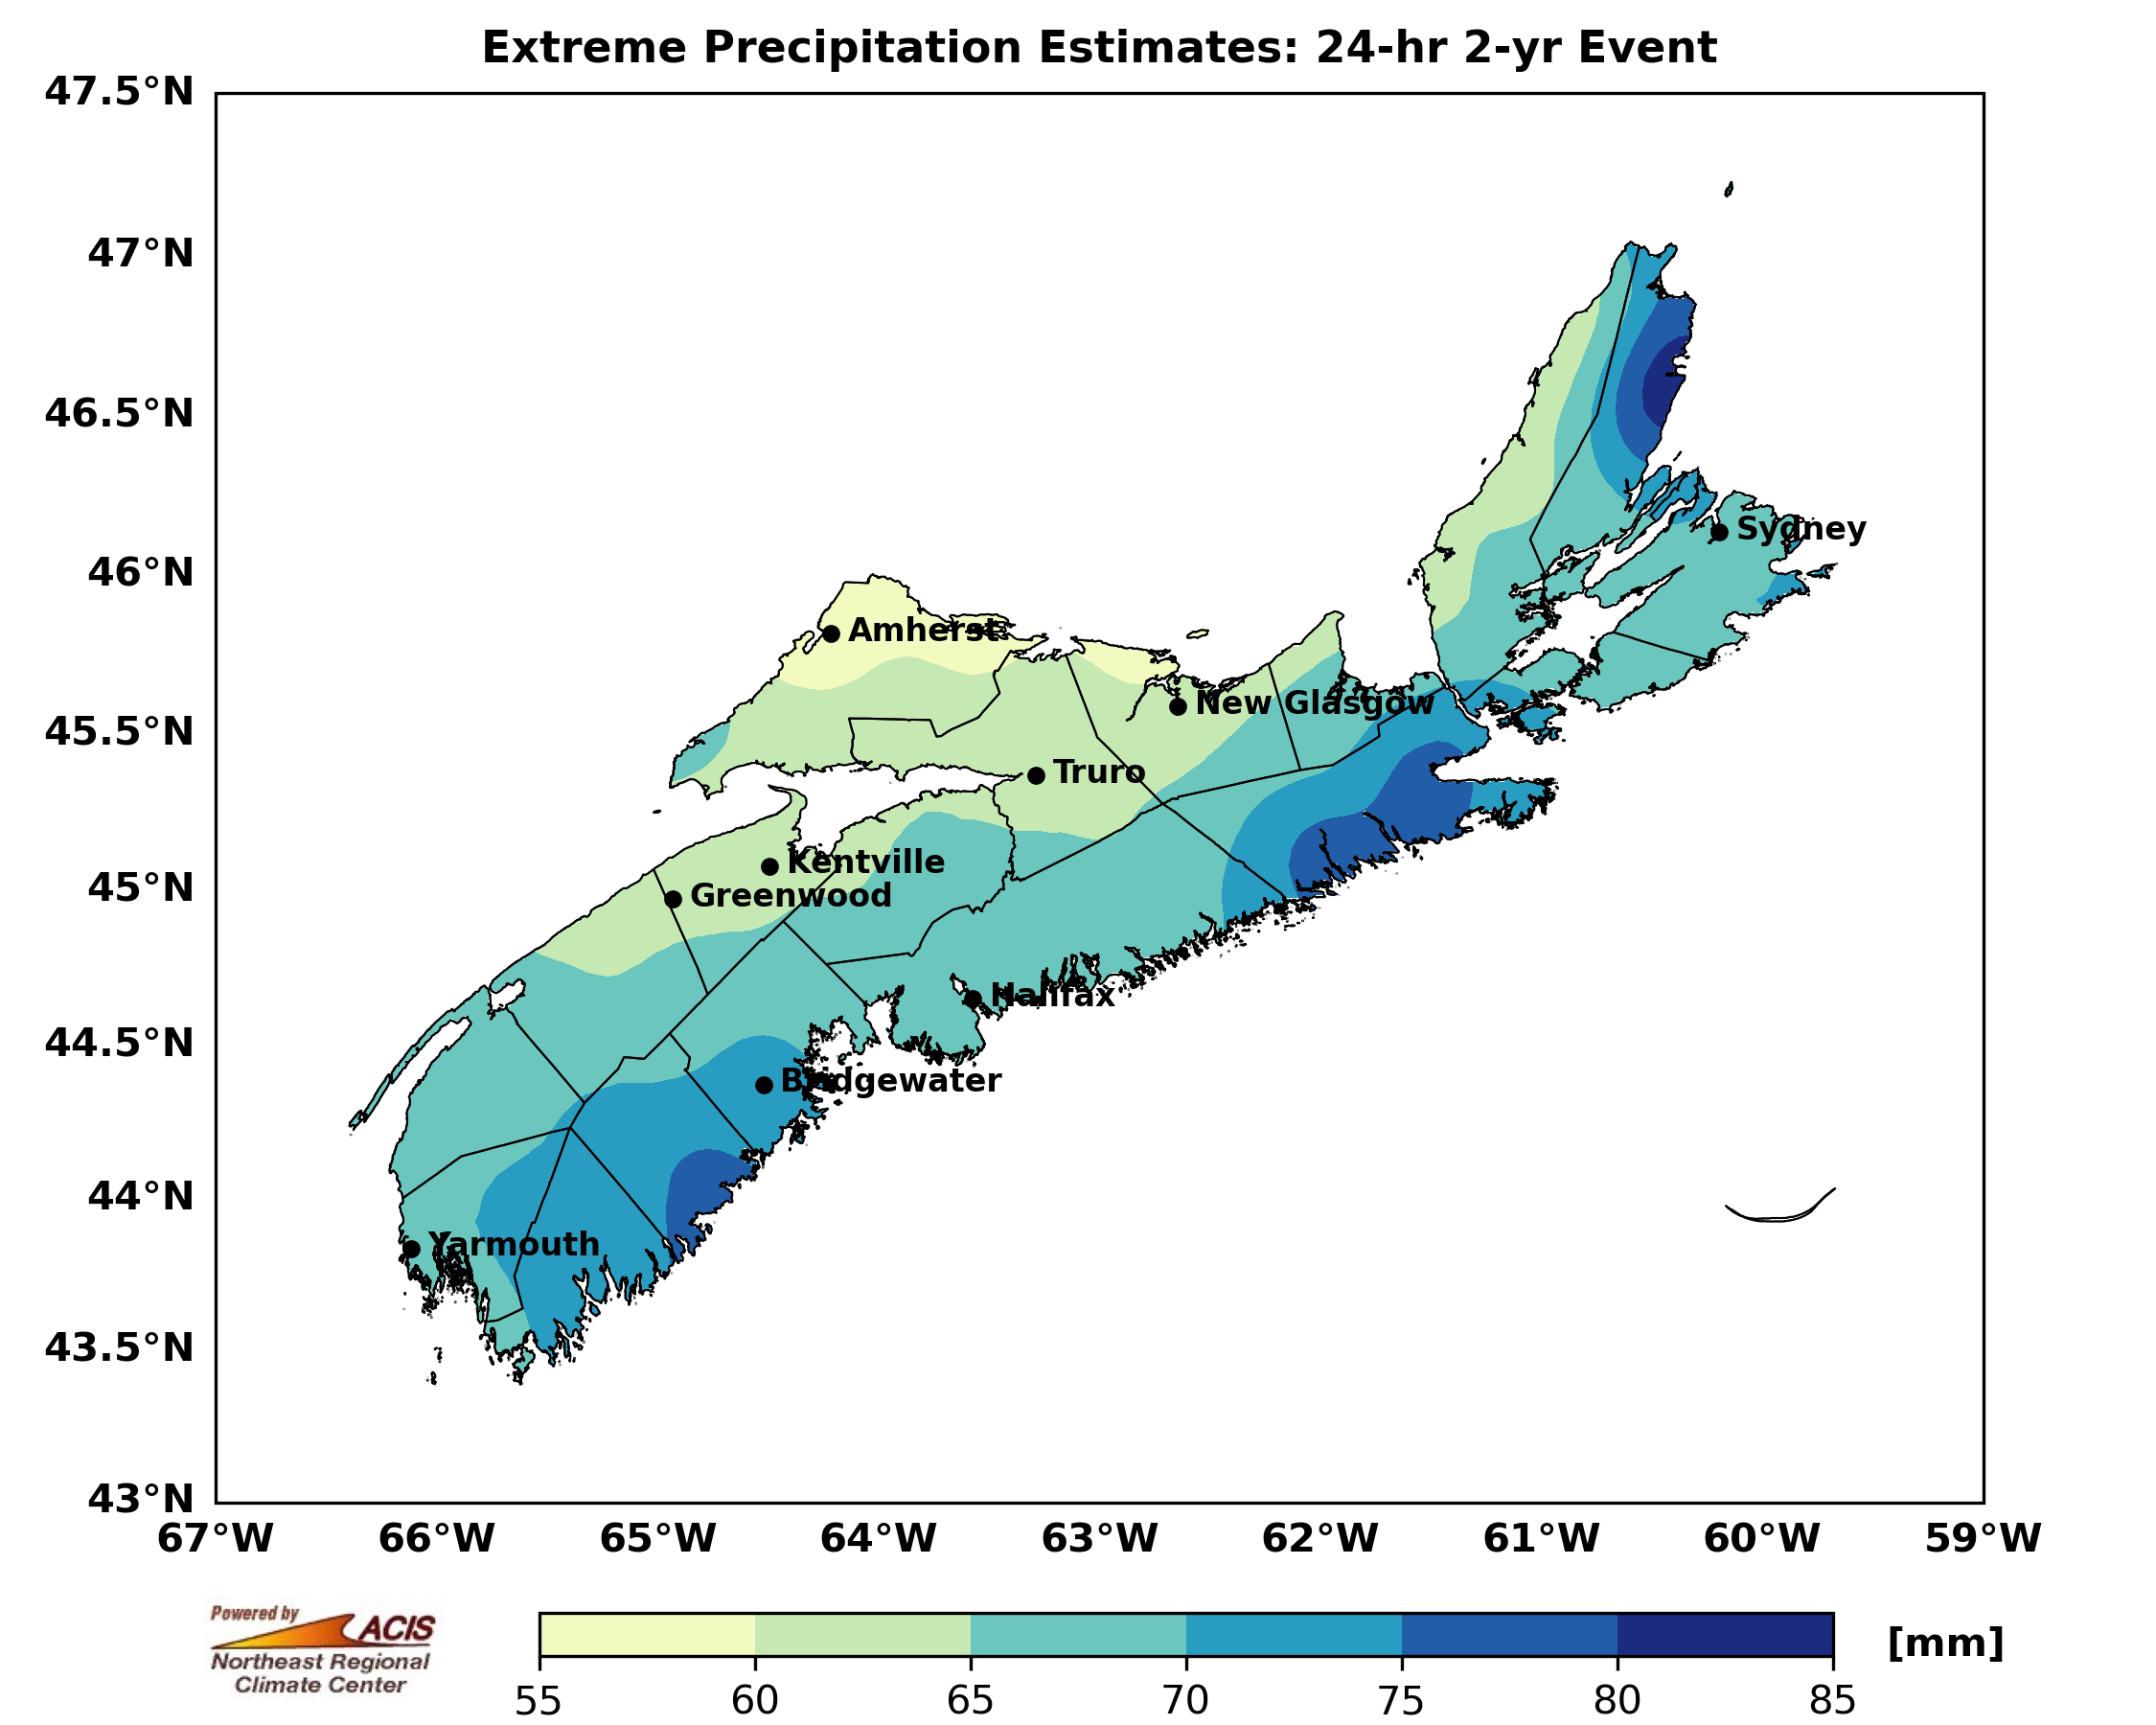 Extreme Precipitation Estimates: 24-hr 2-yr Event
47.5°N
47°N
46.5°N
46°N
45.5°N
45°N
44.5°N
44°N
43.5°N
43°N
67°W 66°W 65°W 64°W 63°W 62°W 61°W 60°W 59°W
Sydney
Amherst
New Glasgow
Truro
Kentville
Greenwood
Halifax
Bridgewater
Yarmouth
Powered by
ACIS
Northeast Regional
Climate Center
55 60 65 70 75 80 85
[mm]